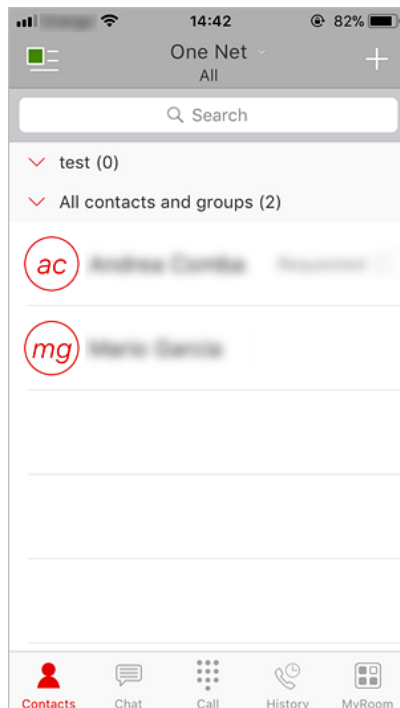 14:42
82%
One Net
All
Search
test (0)
All contacts and groups (2)
ac
mg
Contacts Chat Call History MyRoom